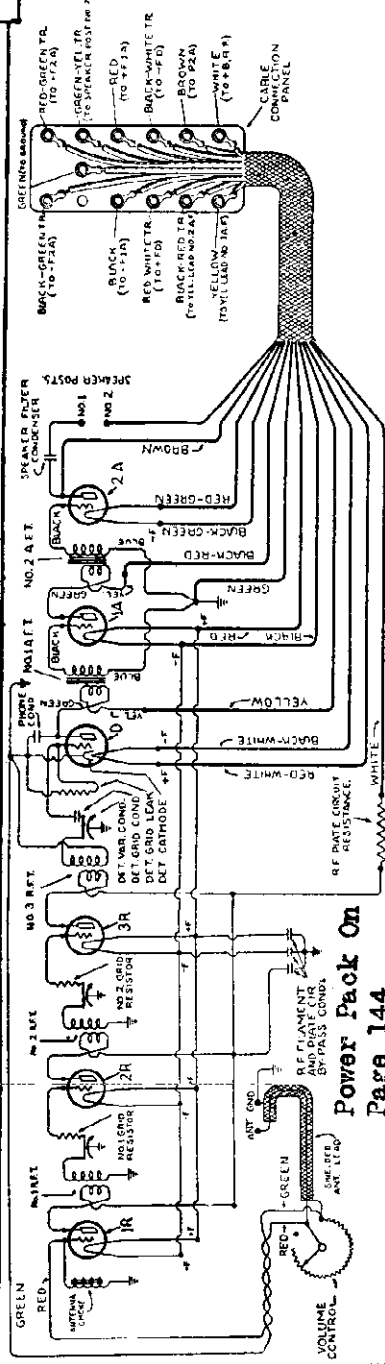 RED-GREEN TR.
(TO +F2A)
GREEN-YEL. TR.
(TO SPEAKER POST NO. 2)
RED
(TO +F1A)
BLACK-WHITE TR.
(TO -FD)
BROWN
(TO P2A)
WHITE
CABLE
CONNECTION
PANEL
GREEN (TO GROUND)
BLACK-GREEN TR.
(TO -F2A)
BLACK
(TO -F1A)
RED WHITE TR.
(TO +FD)
BLACK-RED TR.
YELLOW
SPEAKER FILTER
CONDENSER
SPEAKER POSTS
NO.1
NO.2
BROWN
2A
RED-GREEN
BLACK-GREEN
-F
BLACK
NO. 2 A.F.T.
BLUE
GREEN
YEL
BLACK-RED
GREEN
1A
+F
-F
RED
BLACK
BLACK
NO.1 A.F.T.
BLUE
GREEN
YEL
PHONE
COND
YELLOW
D
-F
+F
BLACK-WHITE
RED-WHITE
DET. VAR. COND.
DET. GRID COND
DET. GRID LEAK
DET CATHODE
WHITE
R.F. PLATE CIRCUIT
RESISTANCE.
NO 3 R.F.T.
3R
+F
-F
NO. 2 GRID
RESISTOR
No. 2 R.F.T.
2R
+F
-F
NO.1 GRID
RESISTOR
No. 1 R.F.T.
1R
+F
-F
ANTENNA
CHOKE
R F FILAMENT
AND PLATE CIR
BY-PASS CONDS
ANT GND
SHIELDED
ANT. LEAD
GREEN
RED
VOLUME
CONTROL
GREEN
RED
Power Pack On
Page 144